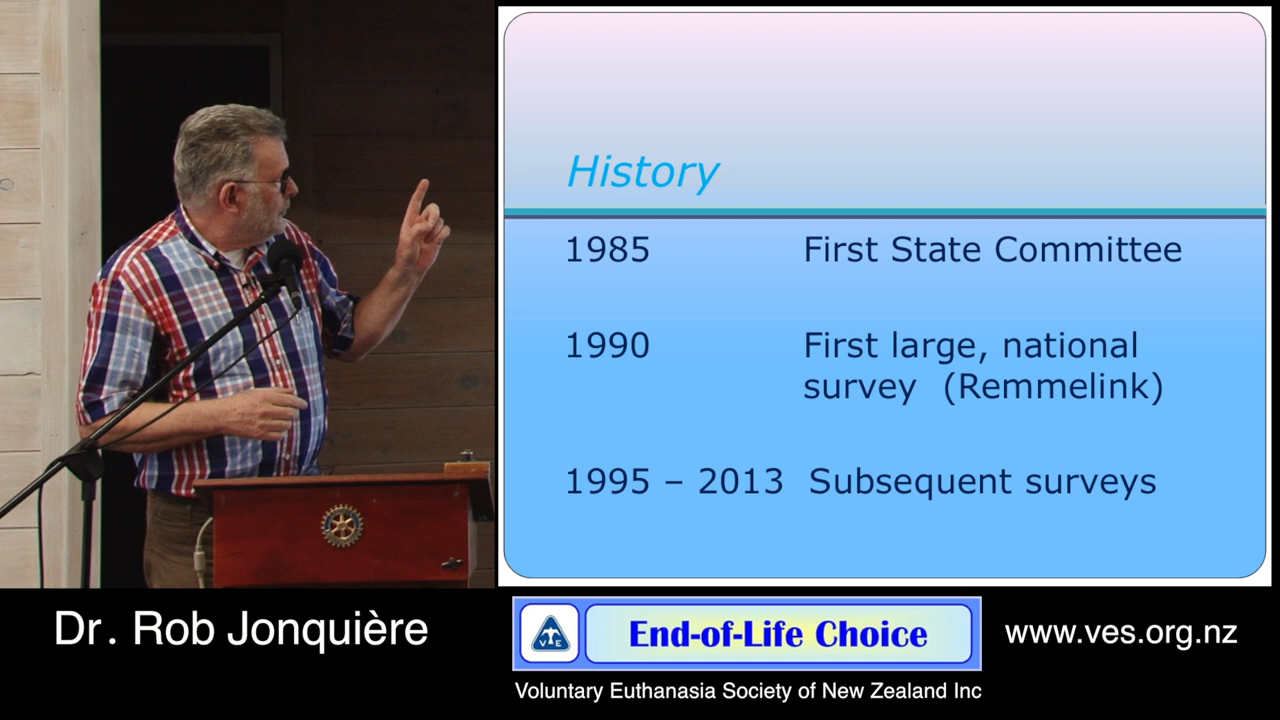 History
1985 First State Committee
1990 First large, national
survey (Remmelink)
1995 – 2013 Subsequent surveys
Dr. Rob Jonquière
VE
End-of-Life Choice
www.ves.org.nz
Voluntary Euthanasia Society of New Zealand Inc